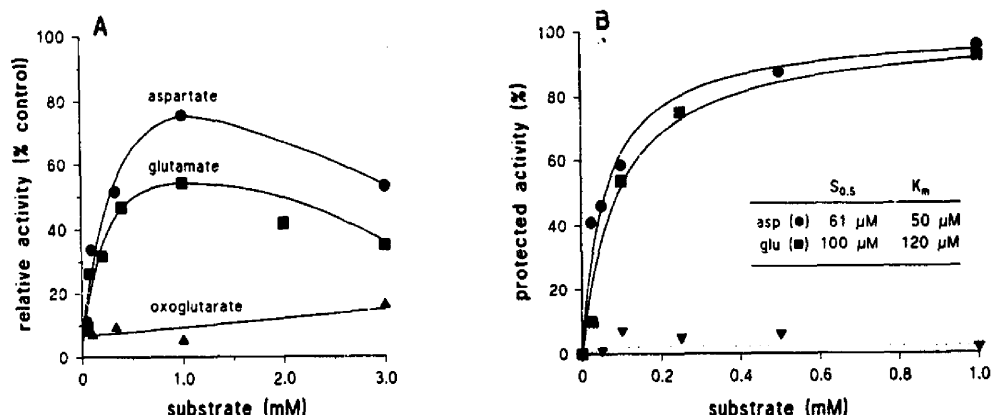 A
relative activity (% control)
100
80
60
40
20
0
aspartate
glutamate
oxoglutarate
0
1.0
2.0
3.0
substrate (mM)
B
protected activity (%)
100
80
60
40
20
0
S0.5 Km
asp (●) 61 μM 50 μM
glu (■) 100 μM 120 μM
0
0.2
0.4
0.6
0.8
1.0
substrate (mM)